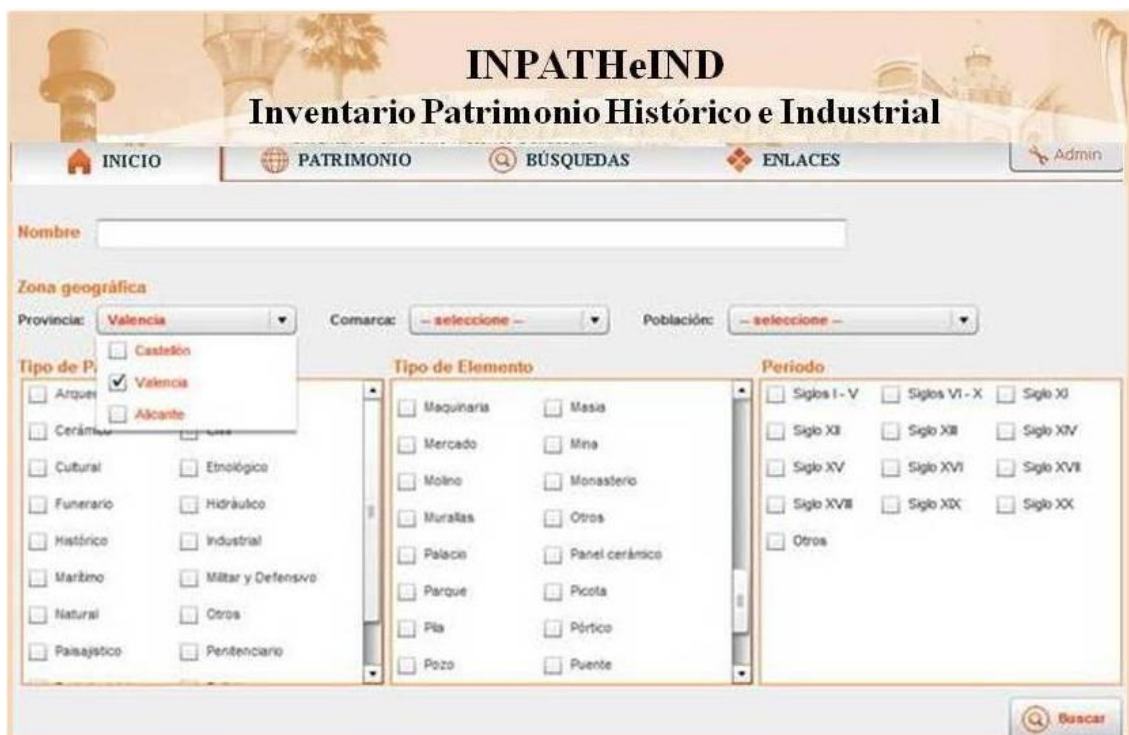 INPATHeIND
Inventario Patrimonio Histórico e Industrial
INICIO PATRIMONIO BÚSQUEDAS ENLACES Admin
Nombre
Zona geográfica
Provincia: Valencia Comarca: -- seleccione -- Población: -- seleccione --
Castellón
Valencia
Alicante
Tipo de Tipo de Elemento Periodo
Cultural Etnológico
Funerario Hidráulico
Histórico Industrial
Marítimo Militar y Defensivo
Natural Otros
Paisajístico Penitenciario
Maquinaria Masia
Mercado Mina
Molino Monasterio
Murallas Otros
Palacio Panel cerámico
Parque Picota
Pila Pórtico
Pozo Puente
Siglos I - V Siglos VI - X Siglo XI
Siglo XII Siglo XIII Siglo XIV
Siglo XV Siglo XVI Siglo XVII
Siglo XVIII Siglo XIX Siglo XX
Otros
Buscar